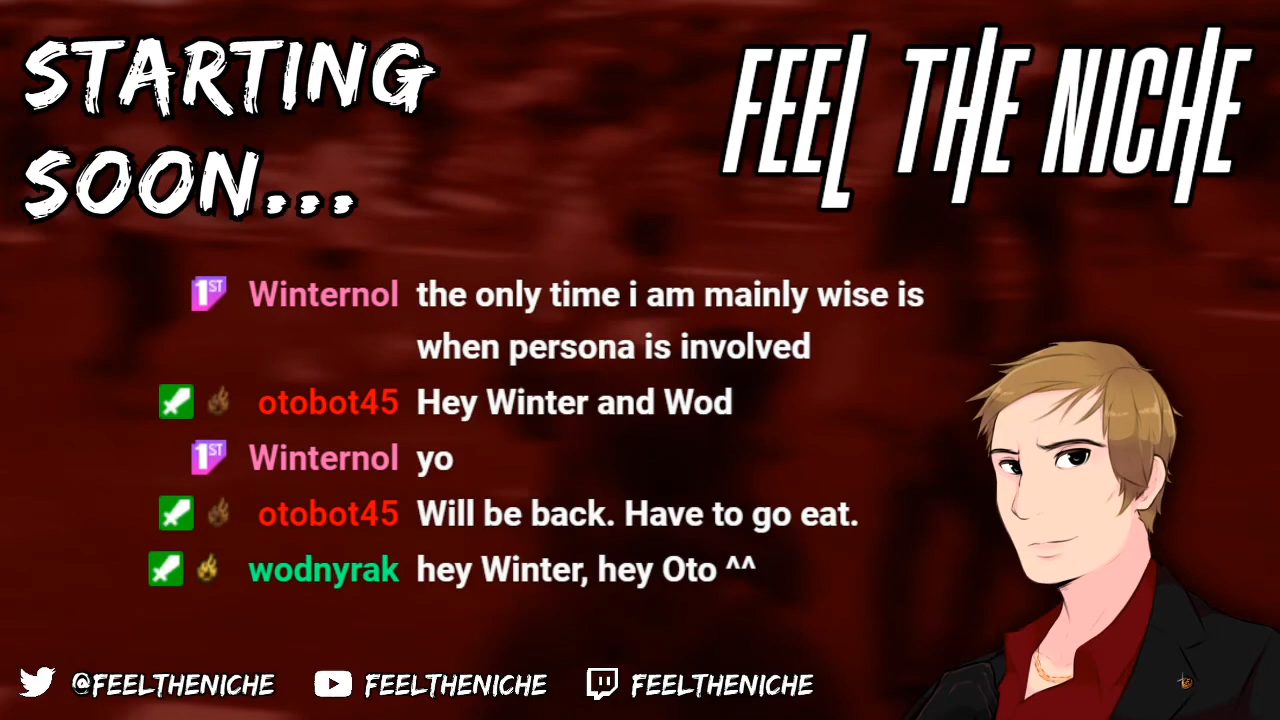 STARTING
SOON...
FEEL THE NICHE
1ST Winternol the only time i am mainly wise is
when persona is involved
otobot45 Hey Winter and Wod
1ST Winternol yo
otobot45 Will be back. Have to go eat.
wodnyrak hey Winter, hey Oto ^^
@FEELTHENICHE FEELTHENICHE FEELTHENICHE